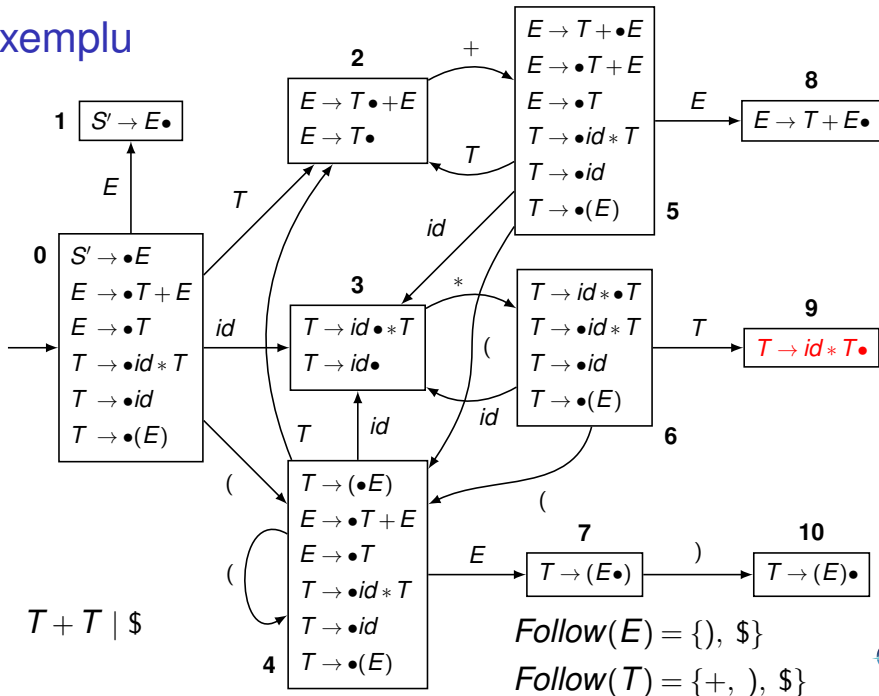 xemplu
1
S′ → E•
E
0
S′ → •E
E → •T + E
E → •T
T → •id ∗ T
T → •id
T → •(E)
T
id
(
2
E → T• + E
E → T•
+
T
5
E → T + •E
E → •T + E
E → •T
T → •id ∗ T
T → •id
T → •(E)
E
8
E → T + E•
id
(
3
T → id• ∗ T
T → id•
∗
id
6
T → id ∗ •T
T → •id ∗ T
T → •id
T → •(E)
T
9
T → id ∗ T•
(
T
id
4
T → (•E)
E → •T + E
E → •T
T → •id ∗ T
T → •id
T → •(E)
(
E
7
T → (E•)
)
10
T → (E)•
T + T | $
Follow(E) = {), $}
Follow(T) = {+, ), $}